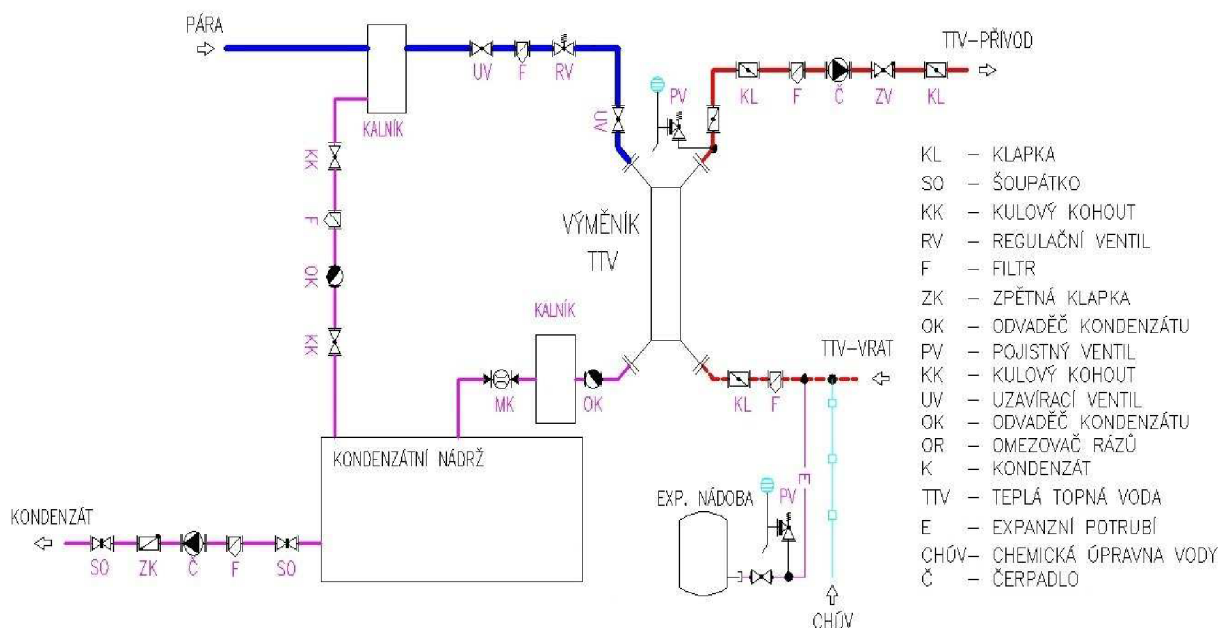 PÁRA
UV
F
RV
KALNÍK
UV
PV
KL
F
Č
ZV
KL
TTV-PŘÍVOD
KK
F
OK
KK
VÝMĚNÍK
TTV
KALNÍK
MK
OK
TTV-VRAT
KL
F
KONDENZÁTNÍ NÁDRŽ
KONDENZÁT
SO
ZK
Č
F
SO
EXP. NÁDOBA
PV
E
CHÚV
KL – KLAPKA
SO – ŠOUPÁTKO
KK – KULOVÝ KOHOUT
RV – REGULAČNÍ VENTIL
F – FILTR
ZK – ZPĚTNÁ KLAPKA
OK – ODVADĚČ KONDENZÁTU
PV – POJISTNÝ VENTIL
KK – KULOVÝ KOHOUT
UV – UZAVÍRACÍ VENTIL
OK – ODVADĚČ KONDENZÁTU
OR – OMEZOVAČ RÁZŮ
K – KONDENZÁT
TTV – TEPLÁ TOPNÁ VODA
E – EXPANZNÍ POTRUBÍ
CHÚV– CHEMICKÁ ÚPRAVNA VODY
Č – ČERPADLO